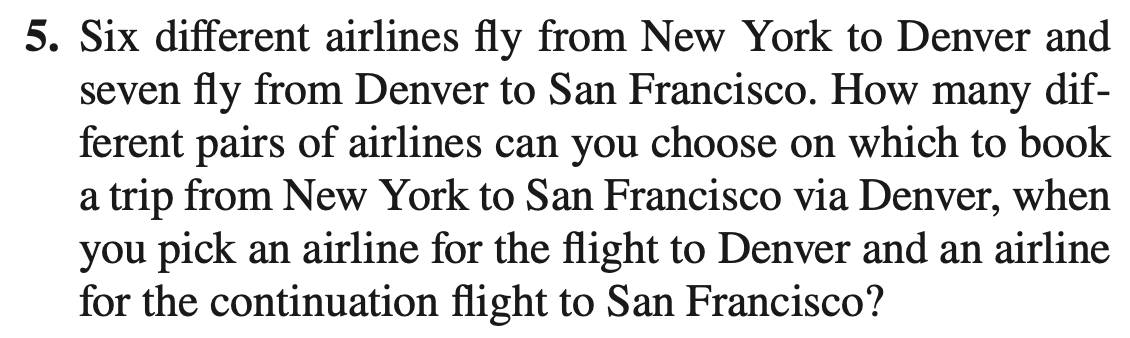 5. Six different airlines fly from New York to Denver and
seven fly from Denver to San Francisco. How many dif-
ferent pairs of airlines can you choose on which to book
a trip from New York to San Francisco via Denver, when
you pick an airline for the flight to Denver and an airline
for the continuation flight to San Francisco?